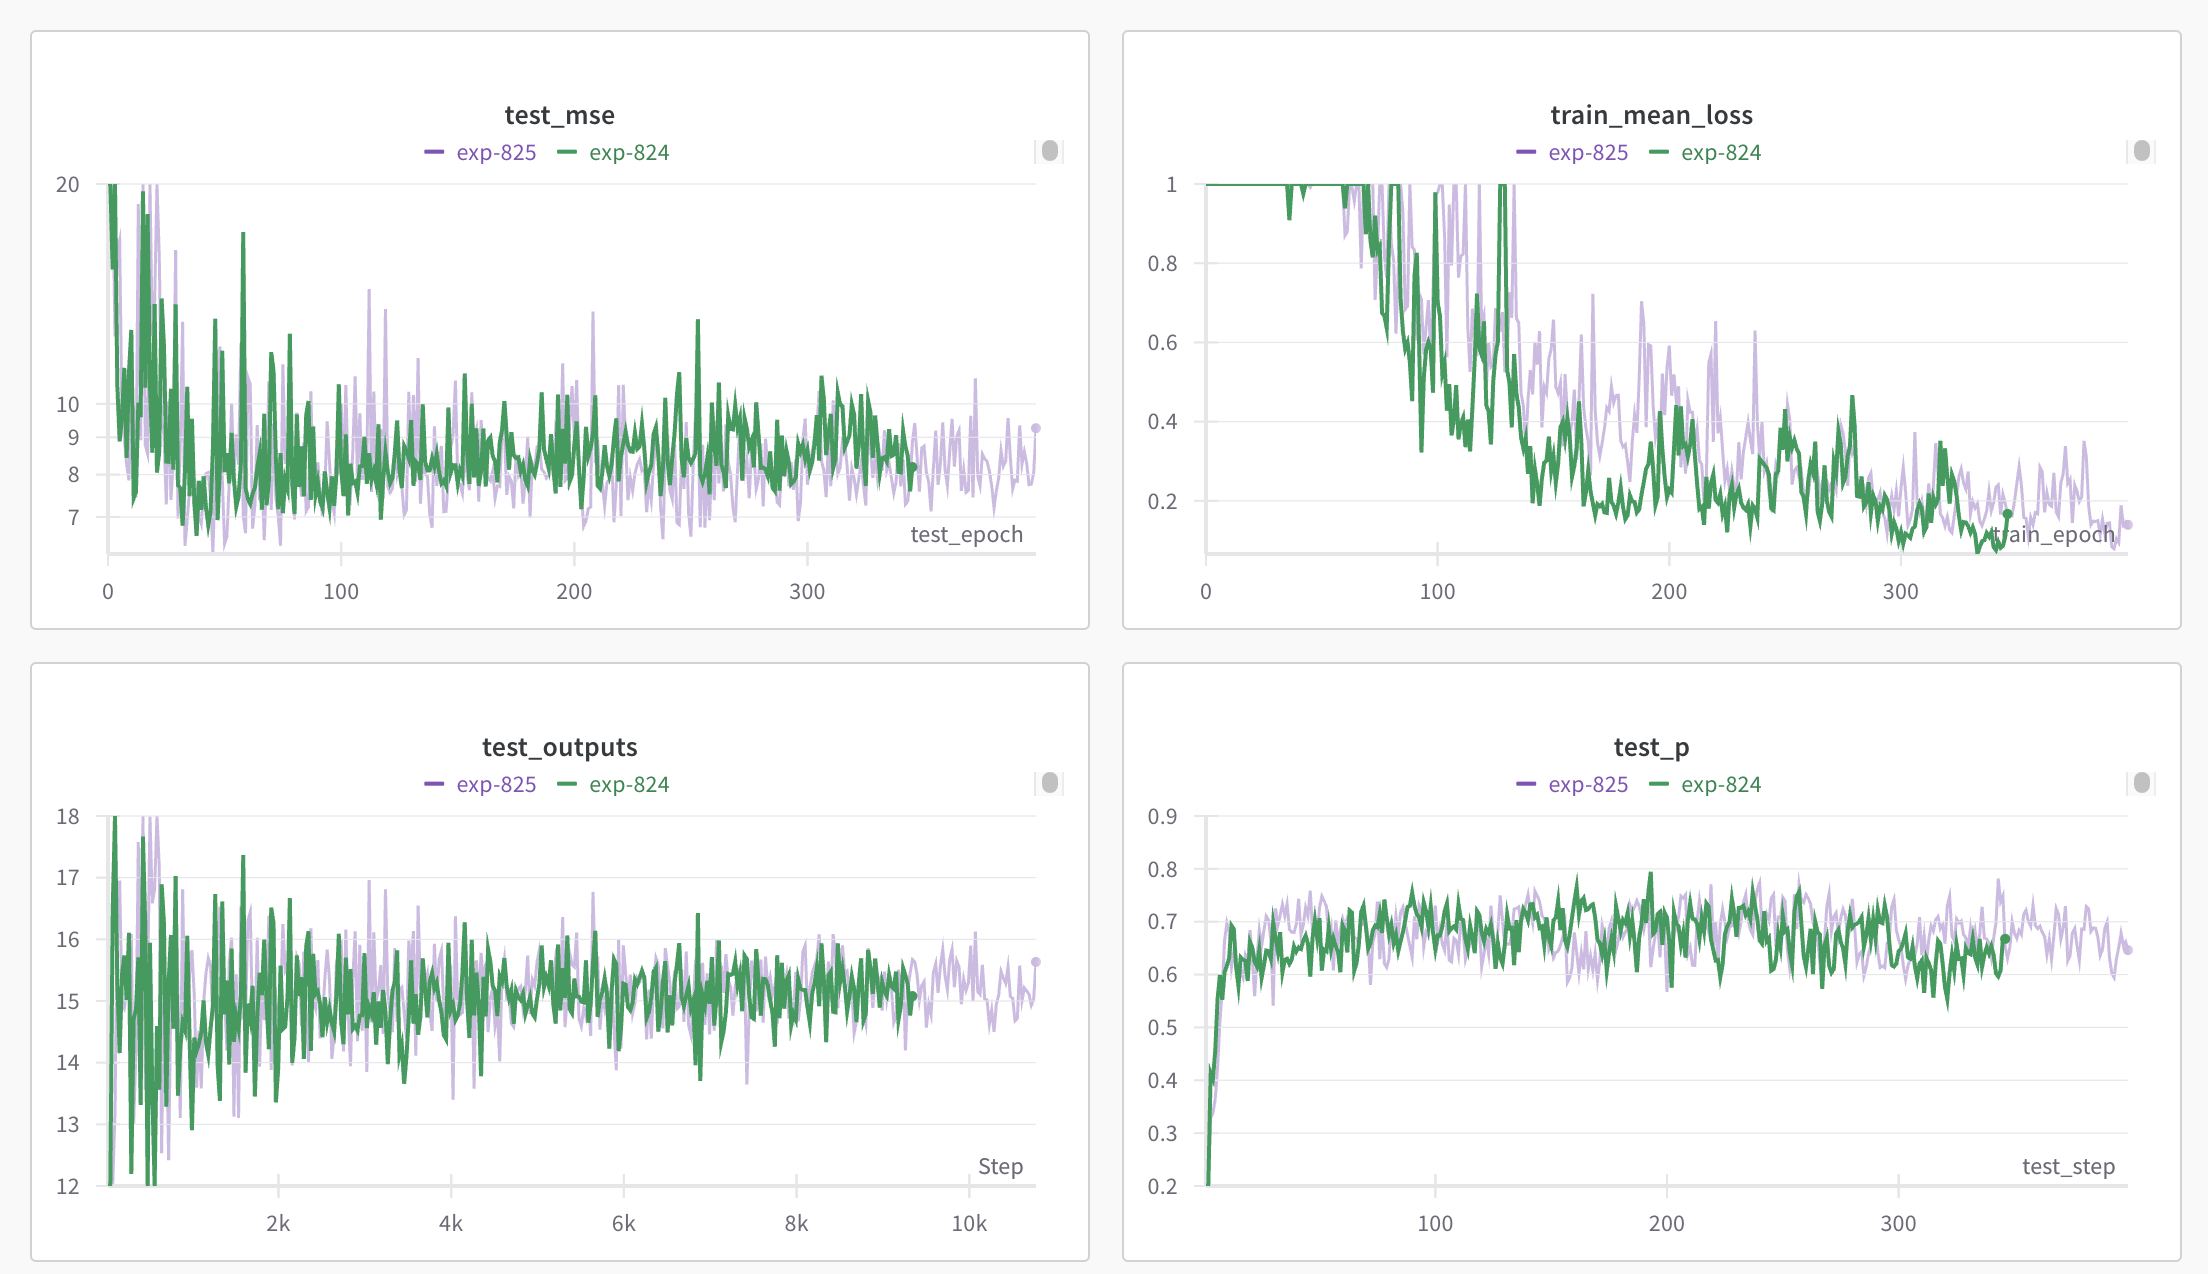 test_mse
exp-825 exp-824
20
10
9
8
7
test_epoch
0 100 200 300
train_mean_loss
exp-825 exp-824
1
0.8
0.6
0.4
0.2
train_epoch
0 100 200 300
test_outputs
exp-825 exp-824
18
17
16
15
14
13
12
Step
2k 4k 6k 8k 10k
test_p
exp-825 exp-824
0.9
0.8
0.7
0.6
0.5
0.4
0.3
0.2
test_step
100 200 300